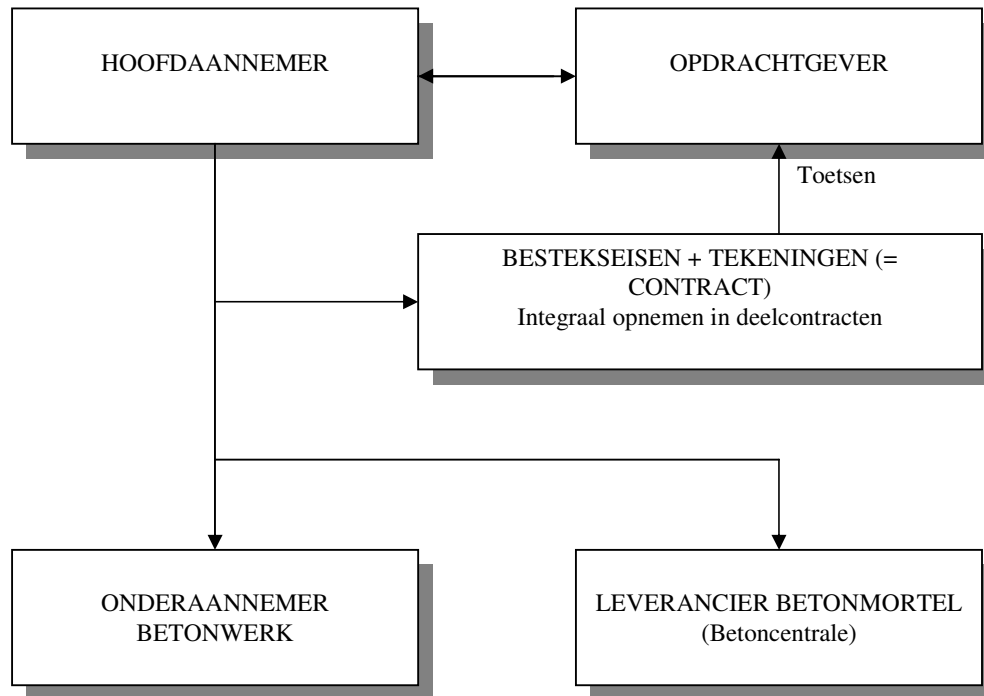 HOOFDAANNEMER
OPDRACHTGEVER
Toetsen
BESTEKSEISEN + TEKENINGEN (=
CONTRACT)
Integraal opnemen in deelcontracten
ONDERAANNEMER
BETONWERK
LEVERANCIER BETONMORTEL
(Betoncentrale)